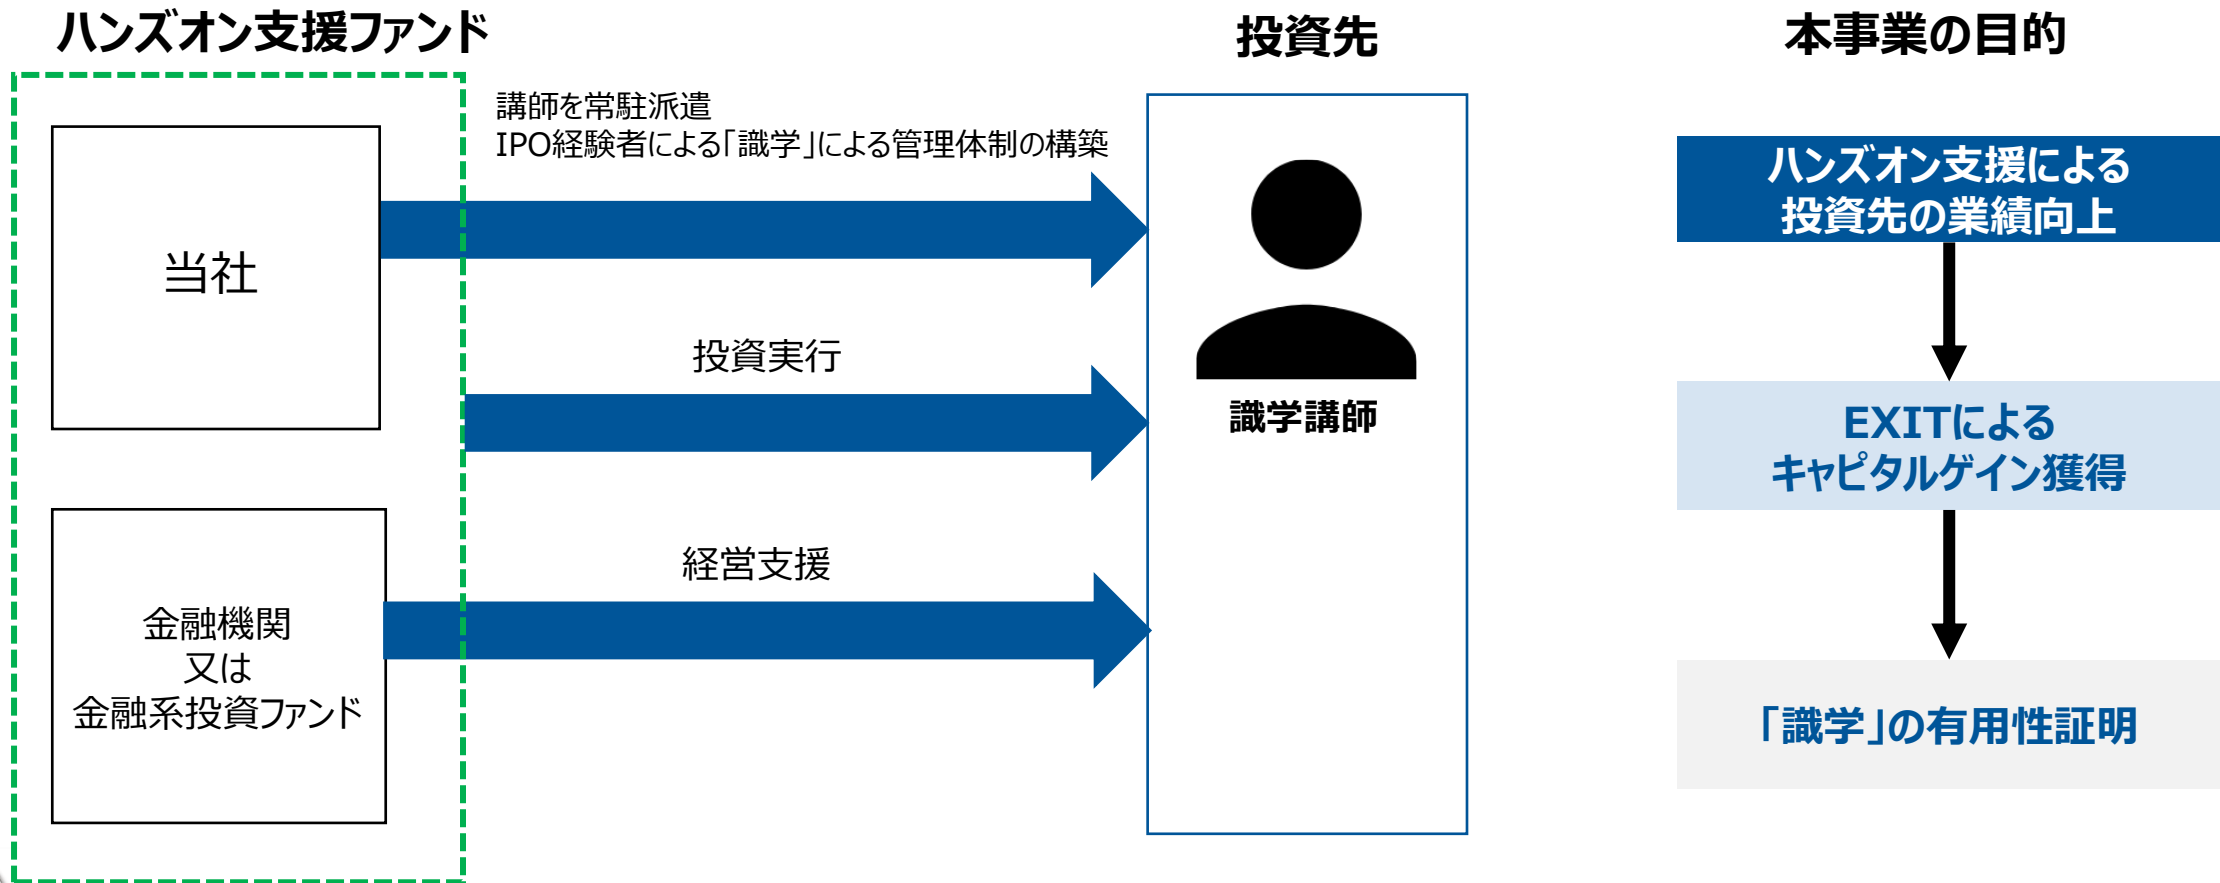 ハンズオン支援ファンド
投資先
本事業の目的
講師を常駐派遣
IPO経験者による「識学」による管理体制の構築
当社
投資実行
経営支援
金融機関
又は
金融系投資ファンド
識学講師
ハンズオン支援による
投資先の業績向上
EXITによる
キャピタルゲイン獲得
「識学」の有用性証明